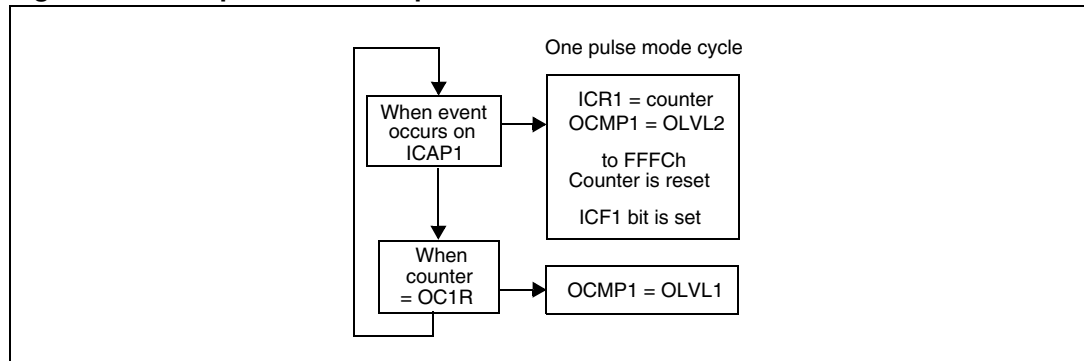 One pulse mode cycle
When event
occurs on
ICAP1
ICR1 = counter
OCMP1 = OLVL2
to FFFCh
Counter is reset
ICF1 bit is set
When
counter
= OC1R
OCMP1 = OLVL1